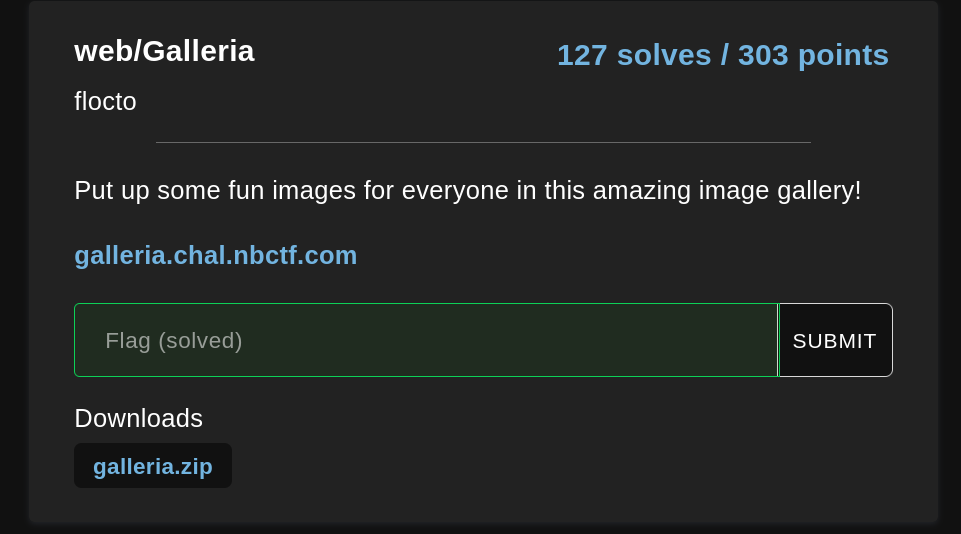 web/Galleria
127 solves / 303 points
flocto
Put up some fun images for everyone in this amazing image gallery!
galleria.chal.nbctf.com
Flag (solved)
SUBMIT
Downloads
galleria.zip